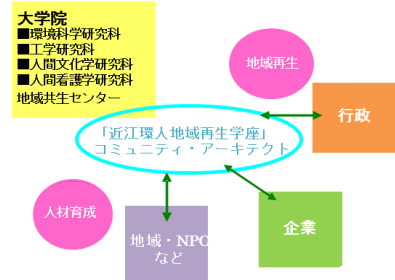 大学院
■環境科学研究科
■工学研究科
■人間文化学研究科
■人間看護学研究科
地域共生センター
地域再生
行政
「近江環人地域再生学座」
コミュニティ・アーキテクト
人材育成
地域・NPO
など
企業